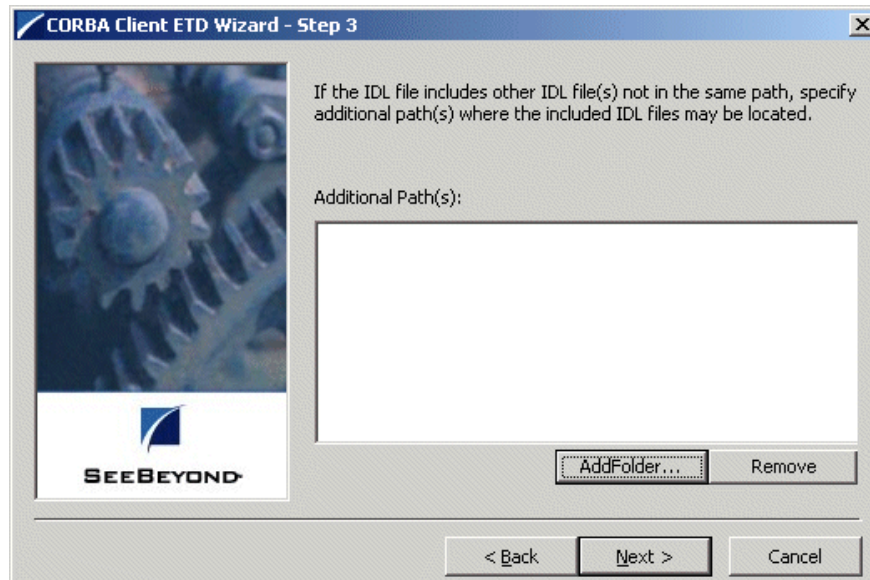 CORBA Client ETD Wizard - Step 3
If the IDL file includes other IDL file(s) not in the same path, specify
additional path(s) where the included IDL files may be located.
Additional Path(s):
SEEBEYOND
AddFolder...
Remove
< Back
Next >
Cancel